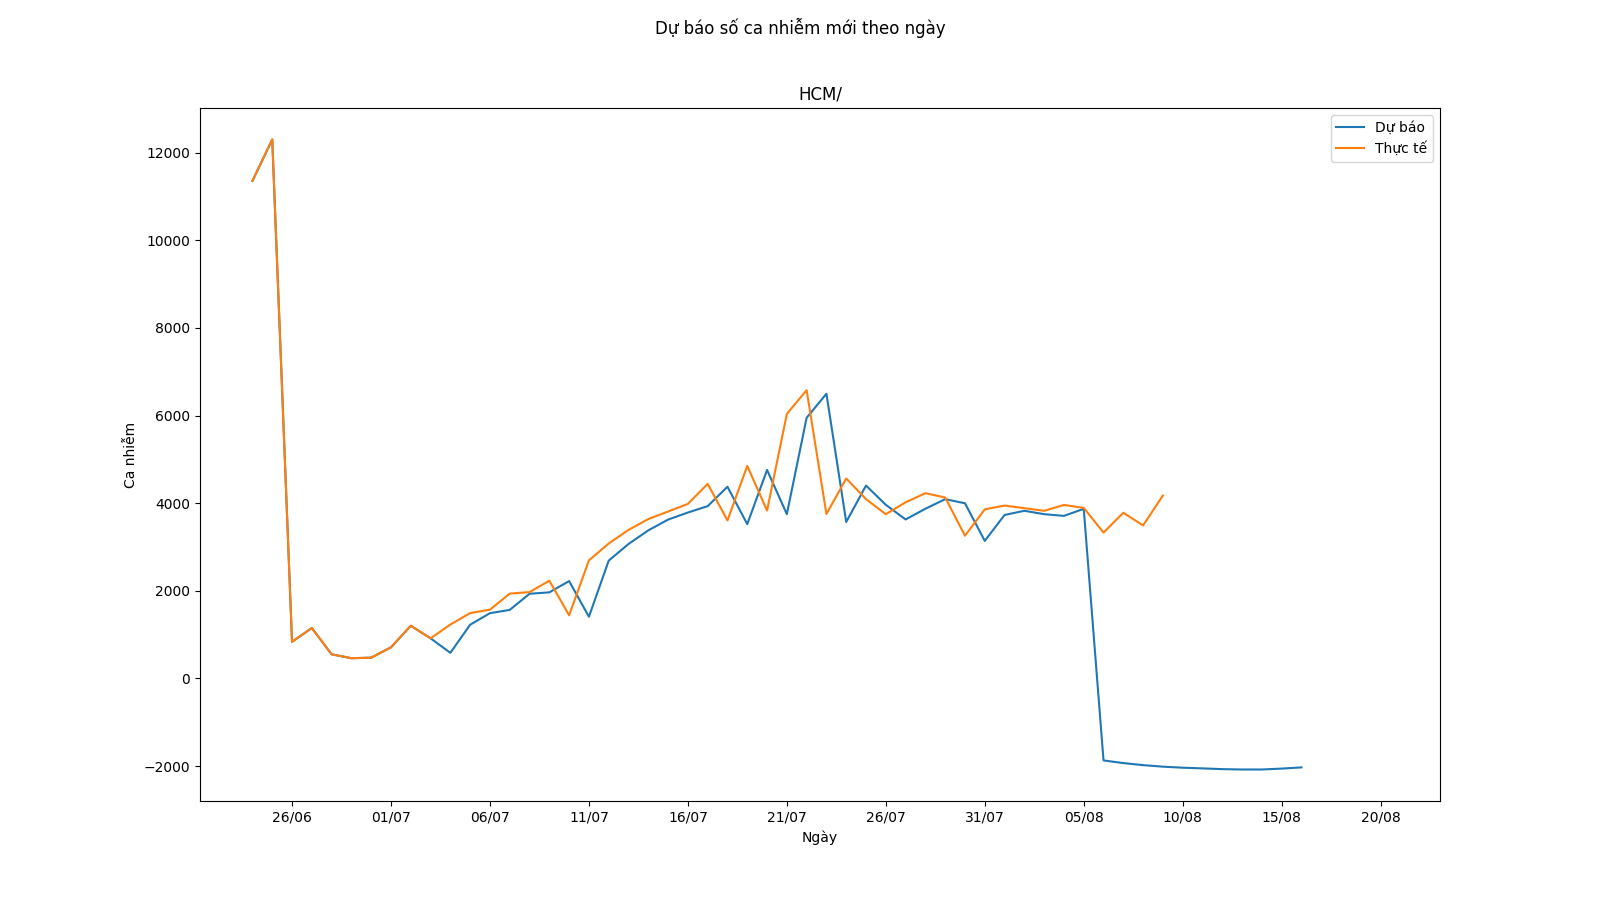 Dự báo số ca nhiễm mới theo ngày
HCM/
Dự báo
Thực tế
12000
10000
8000
6000
4000
2000
0
−2000
Ca nhiễm
26/06 01/07 06/07 11/07 16/07 21/07 26/07 31/07 05/08 10/08 15/08 20/08
Ngày